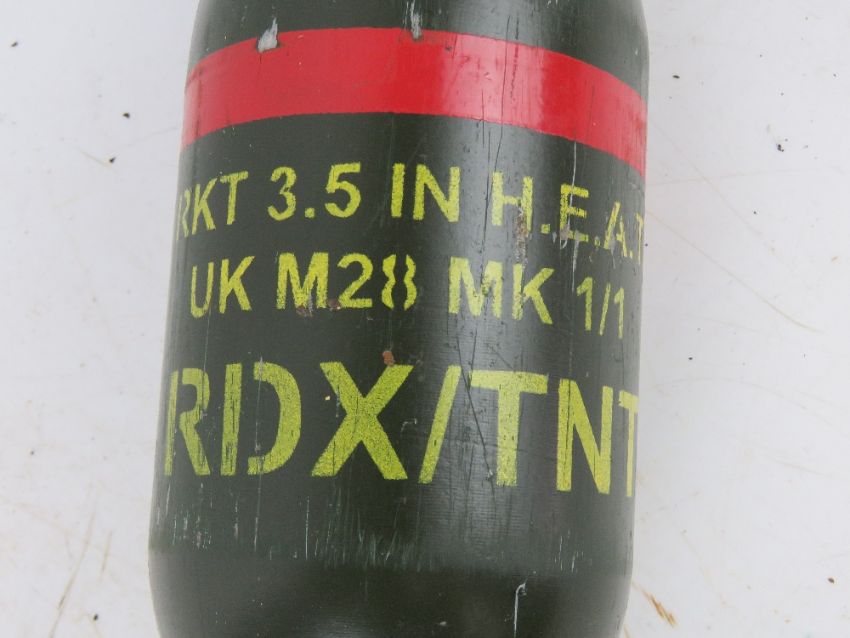 RKT 3.5 IN H.E.A.T
UK M28 MK 1/1
RDX/TNT